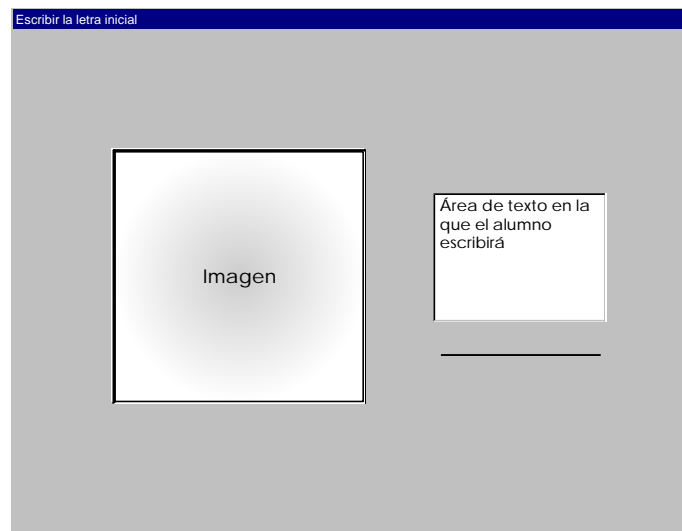 Escribir la letra inicial
Imagen
Área de texto en la
que el alumno
escribirá